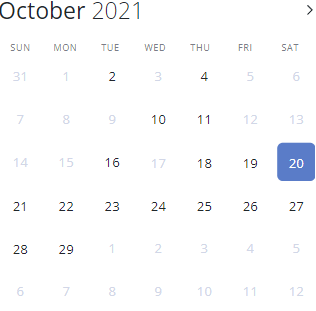 October 2021
SUN MON TUE WED THU FRI SAT
31 1 2 3 4 5 6
7 8 9 10 11 12 13
14 15 16 17 18 19 20
21 22 23 24 25 26 27
28 29 1 2 3 4 5
6 7 8 9 10 11 12